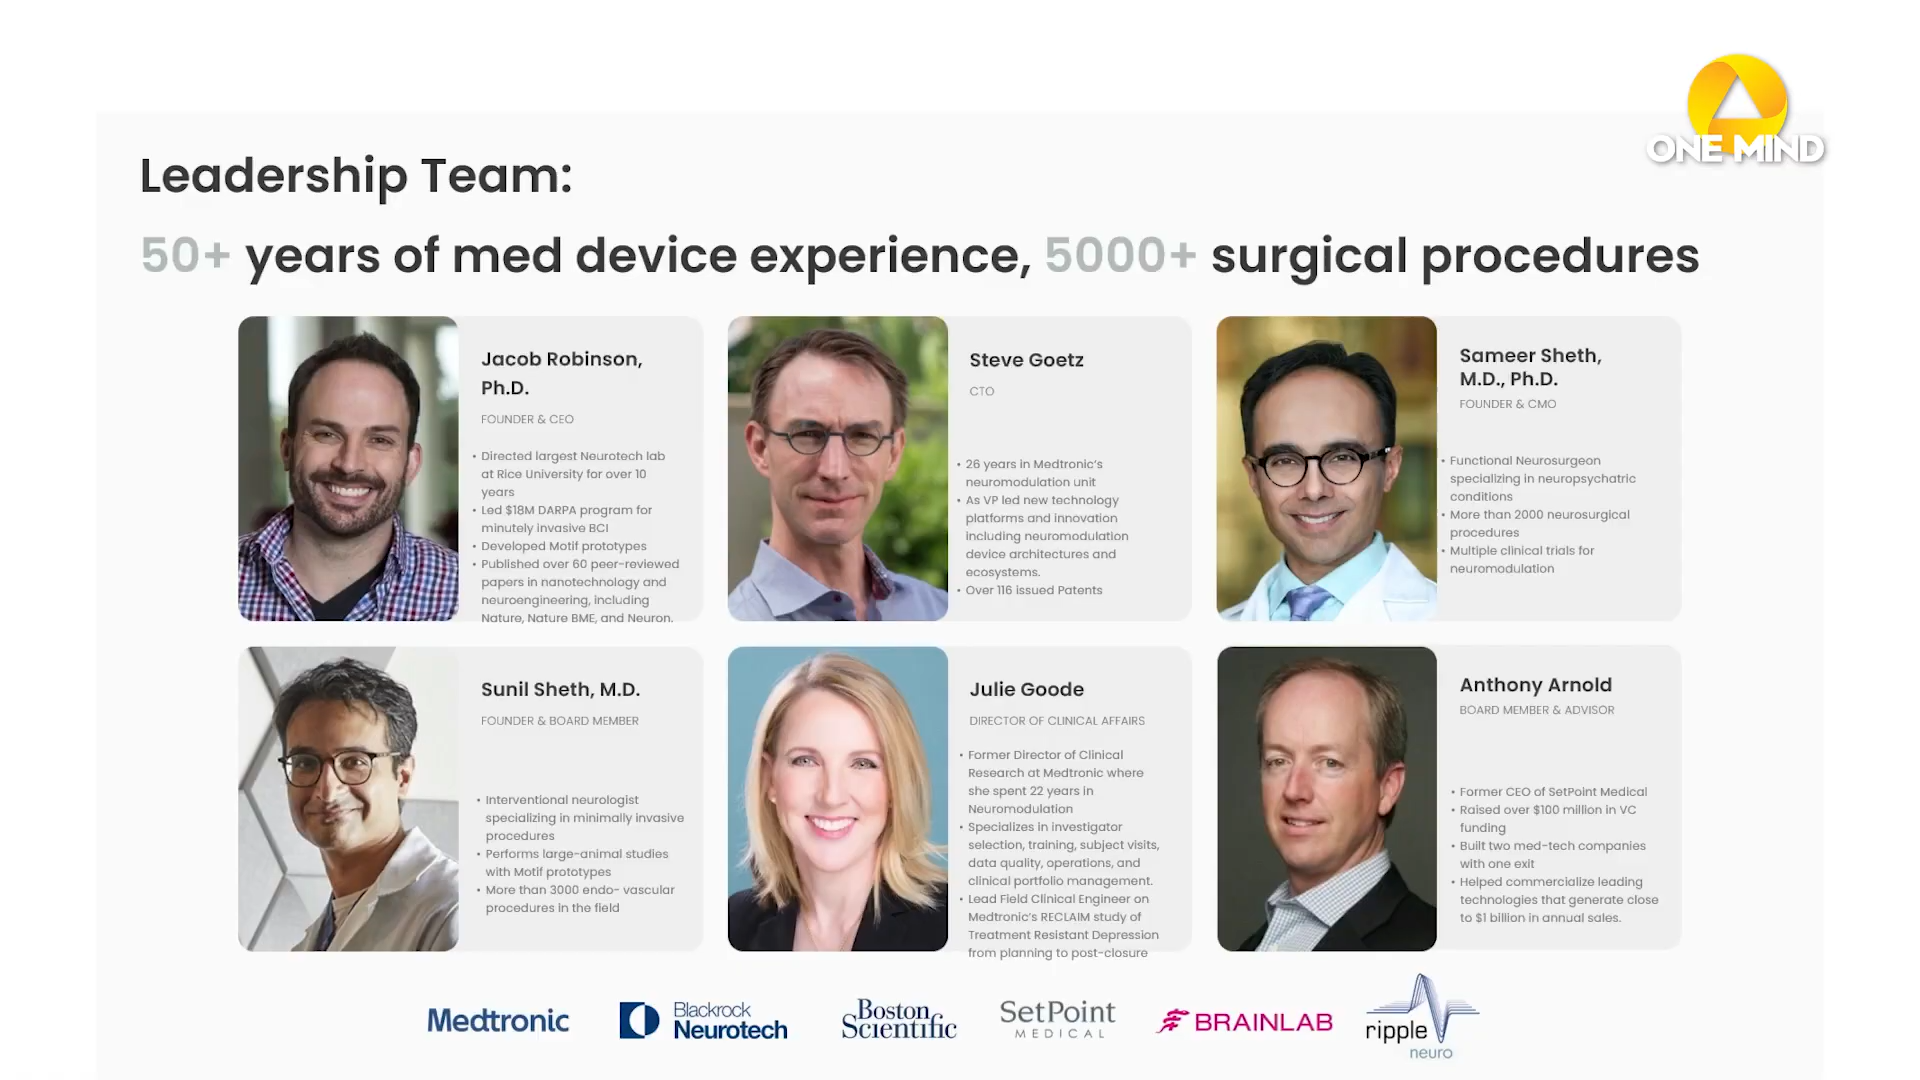 ONE MIND
Leadership Team:
50+ years of med device experience, 5000+ surgical procedures
Jacob Robinson,
Ph.D.
FOUNDER & CEO
• Directed largest Neurotech lab
at Rice University for over 10
years
• Led $18M DARPA program for
minutely invasive BCI
• Developed Motif prototypes
• Published over 60 peer-reviewed
papers in nanotechnology and
neuroengineering, including
Nature, Nature BME, and Neuron.
Steve Goetz
CTO
• 26 years in Medtronic's
neuromodulation unit
• As VP led new technology
platforms and innovation
including neuromodulation
device architectures and
ecosystems.
• Over 116 issued Patents
Sameer Sheth,
M.D., Ph.D.
FOUNDER & CMO
• Functional Neurosurgeon
specializing in neuropsychatric
conditions
• More than 2000 neurosurgical
procedures
• Multiple clinical trials for
neuromodulation
Sunil Sheth, M.D.
FOUNDER & BOARD MEMBER
• Interventional neurologist
specializing in minimally invasive
procedures
• Performs large-animal studies
with Motif prototypes
• More than 3000 endo- vascular
procedures in the field
Julie Goode
DIRECTOR OF CLINICAL AFFAIRS
• Former Director of Clinical
Research at Medtronic where
she spent 22 years in
Neuromodulation
• Specializes in investigator
selection, training, subject visits,
data quality, operations, and
clinical portfolio management.
• Lead Field Clinical Engineer on
Medtronic's RECLAIM study of
Treatment Resistant Depression
from planning to post-closure
Anthony Arnold
BOARD MEMBER & ADVISOR
• Former CEO of SetPoint Medical
• Raised over $100 million in VC
funding
• Built two med-tech companies
with one exit
• Helped commercialize leading
technologies that generate close
to $1 billion in annual sales.
Medtronic
Blackrock
Neurotech
Boston
Scientific
SetPoint
MEDICAL
BRAINLAB
ripple
neuro